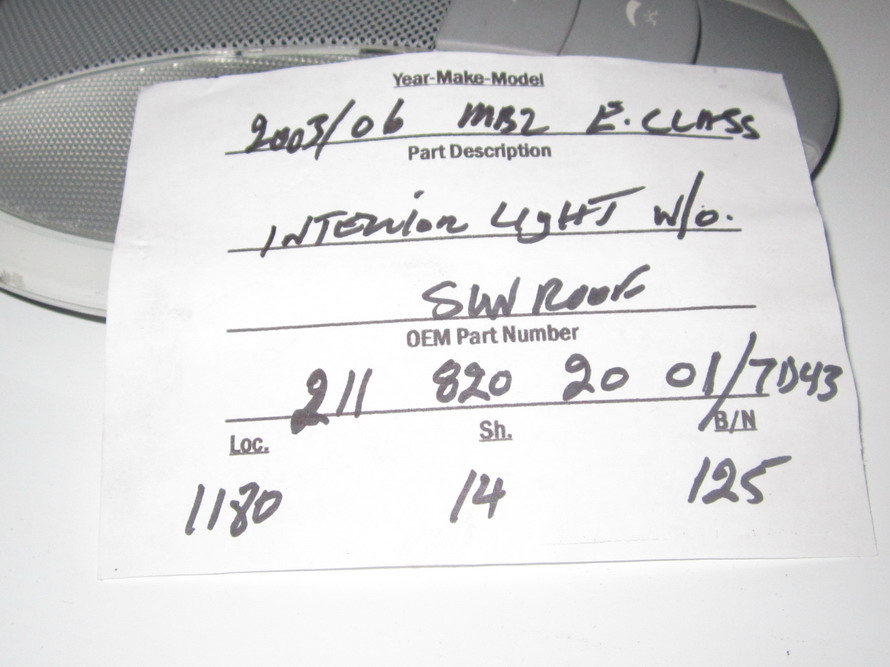 Year-Make-Model
2003/06 MBZ E.CLASS
Part Description
INTERIOR LIGHT W/O.
SUN ROOF
OEM Part Number
211 820 20 01/7D43
Loc. Sh. B/N
1180 14 125